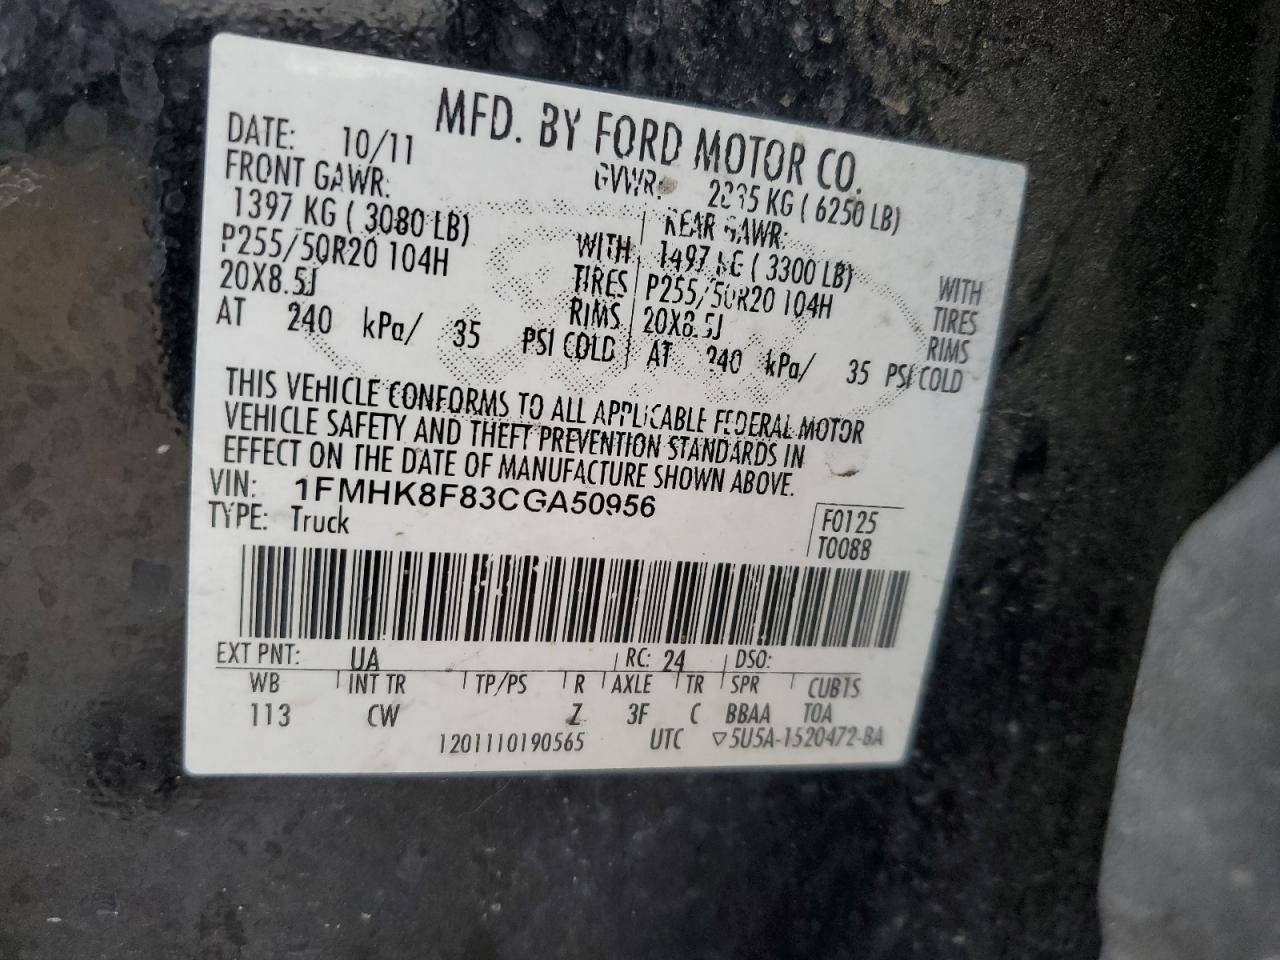 MFD. BY FORD MOTOR CO.
DATE: 10/11 GVWR: 2835 KG ( 6250 LB)
FRONT GAWR: REAR GAWR:
1397 KG ( 3080 LB) WITH 1497 KG ( 3300 LB) WITH
P255/50R20 104H TIRES P255/50R20 104H TIRES
20X8.5J RIMS 20X8.5J RIMS
AT 240 kPa/ 35 PSI COLD AT 240 kPa/ 35 PSI COLD
THIS VEHICLE CONFORMS TO ALL APPLICABLE FEDERAL MOTOR
VEHICLE SAFETY AND THEFT PREVENTION STANDARDS IN
EFFECT ON THE DATE OF MANUFACTURE SHOWN ABOVE.
VIN: 1FMHK8F83CGA50956
TYPE: Truck
F0125
T0088
EXT PNT: UA RC: 24 DSO:
WB INT TR TP/PS R AXLE TR SPR CUBTS
113 CW Z 3F C BBAA TOA
1201110190565 UTC ▽5U5A-1520472-BA